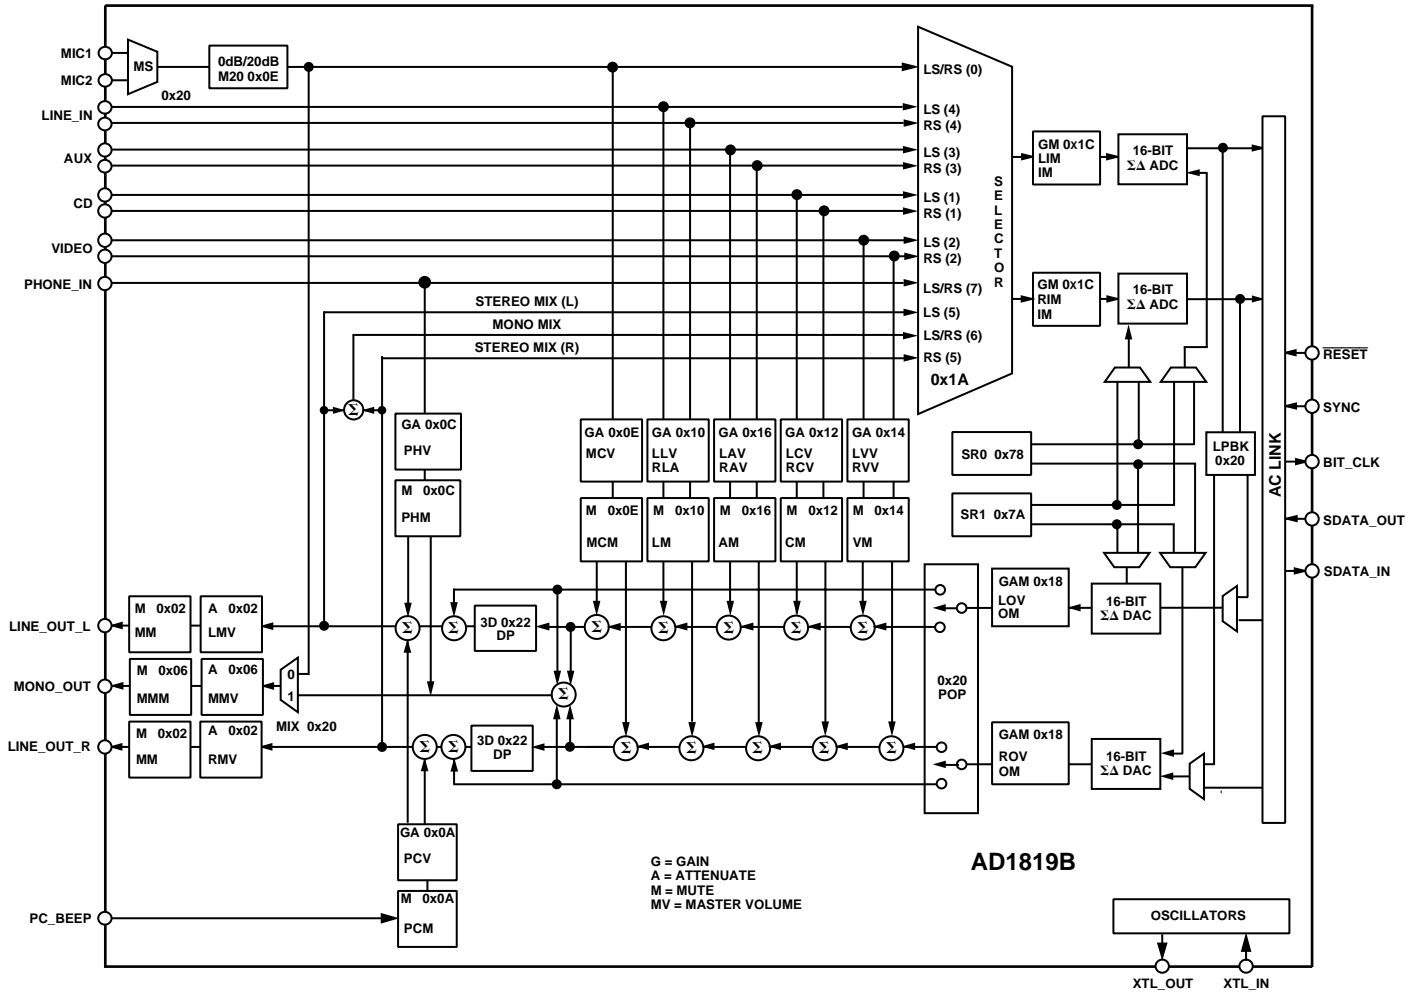 MIC1
MIC2
MS
0x20
0dB/20dB
M20 0x0E
LINE_IN
AUX
CD
VIDEO
PHONE_IN
STEREO MIX (L)
MONO MIX
STEREO MIX (R)
LS/RS (0)
LS (4)
RS (4)
LS (3)
RS (3)
LS (1)
RS (1)
LS (2)
RS (2)
LS/RS (7)
LS (5)
LS/RS (6)
RS (5)
0x1A
SELECTOR
GM 0x1C
LIM
IM
16-BIT
ΣΔ ADC
GM 0x1C
RIM
IM
16-BIT
ΣΔ ADC
RESET
SYNC
BIT_CLK
SDATA_OUT
SDATA_IN
AC LINK
LPBK
0x20
SR0 0x78
SR1 0x7A
Σ
GA 0x0C
PHV
M 0x0C
PHM
GA 0x0E
MCV
GA 0x10
LLV
RLA
GA 0x16
LAV
RAV
GA 0x12
LCV
RCV
GA 0x14
LVV
RVV
M 0x0E
MCM
M 0x10
LM
M 0x16
AM
M 0x12
CM
M 0x14
VM
LINE_OUT_L
M 0x02
MM
A 0x02
LMV
Σ
Σ
3D 0x22
DP
Σ
Σ
Σ
Σ
Σ
GAM 0x18
LOV
OM
16-BIT
ΣΔ DAC
MONO_OUT
M 0x06
MMM
A 0x06
MMV
0
1
MIX 0x20
Σ
0x20
POP
LINE_OUT_R
M 0x02
MM
A 0x02
RMV
Σ
Σ
3D 0x22
DP
Σ
Σ
Σ
Σ
Σ
GAM 0x18
ROV
OM
16-BIT
ΣΔ DAC
GA 0x0A
PCV
M 0x0A
PCM
PC_BEEP
G = GAIN
A = ATTENUATE
M = MUTE
MV = MASTER VOLUME
AD1819B
OSCILLATORS
XTL_OUT
XTL_IN